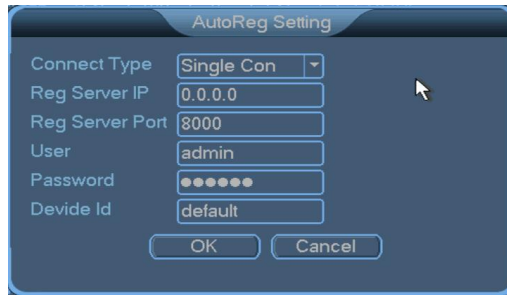 AutoReg Setting
Connect Type Single Con
Reg Server IP 0.0.0.0
Reg Server Port 8000
User admin
Password ●●●●●●
Devide Id default
OK Cancel